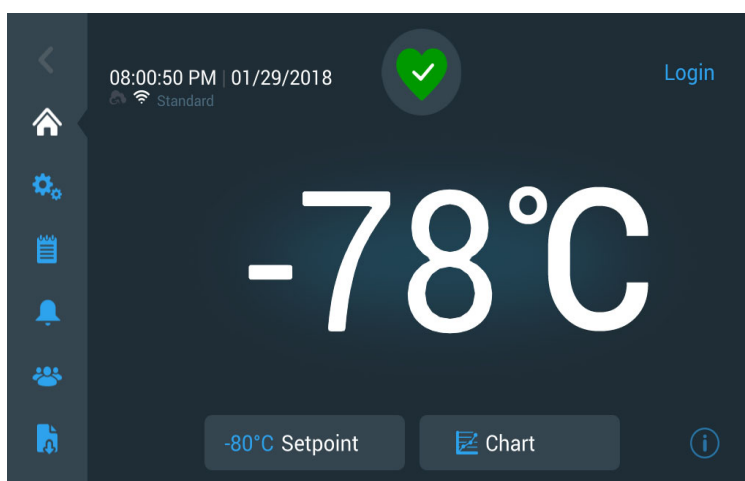 08:00:50 PM | 01/29/2018
Login
Standard
-78°C
-80°C Setpoint
Chart